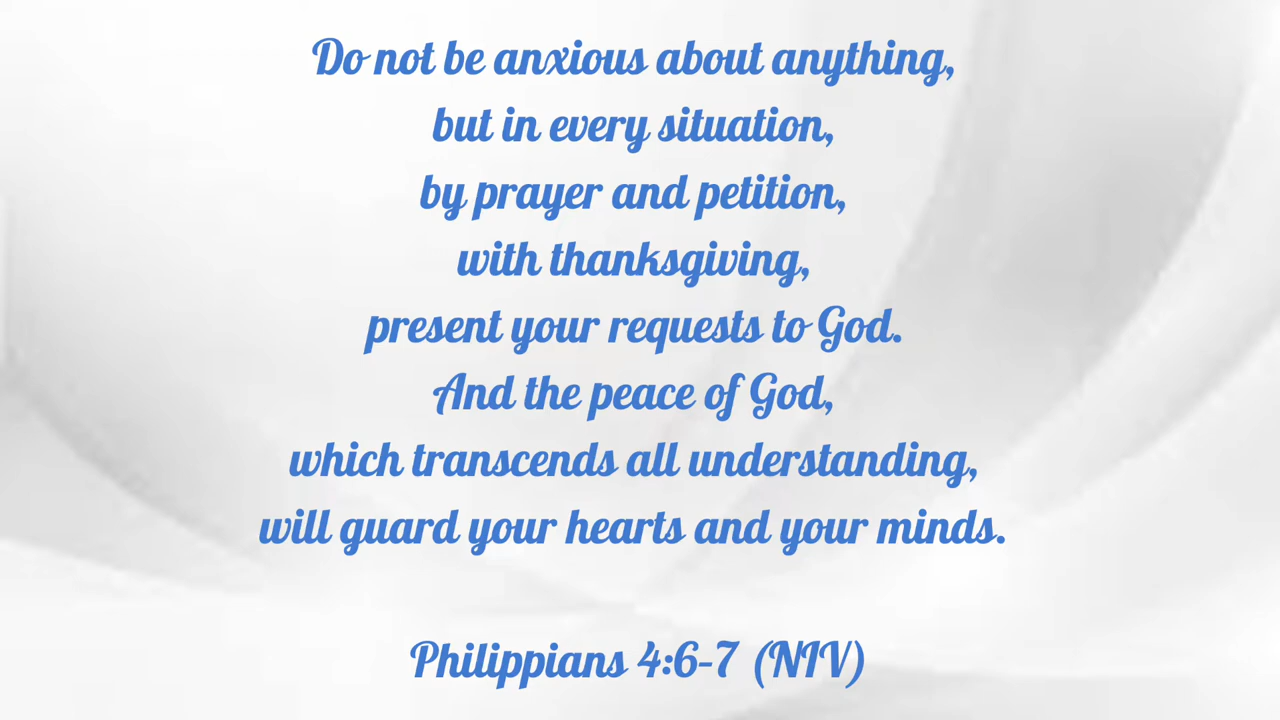 Do not be anxious about anything,
but in every situation,
by prayer and petition,
with thanksgiving,
present your requests to God.
And the peace of God,
which transcends all understanding,
will guard your hearts and your minds.
Philippians 4:6-7 (NIV)